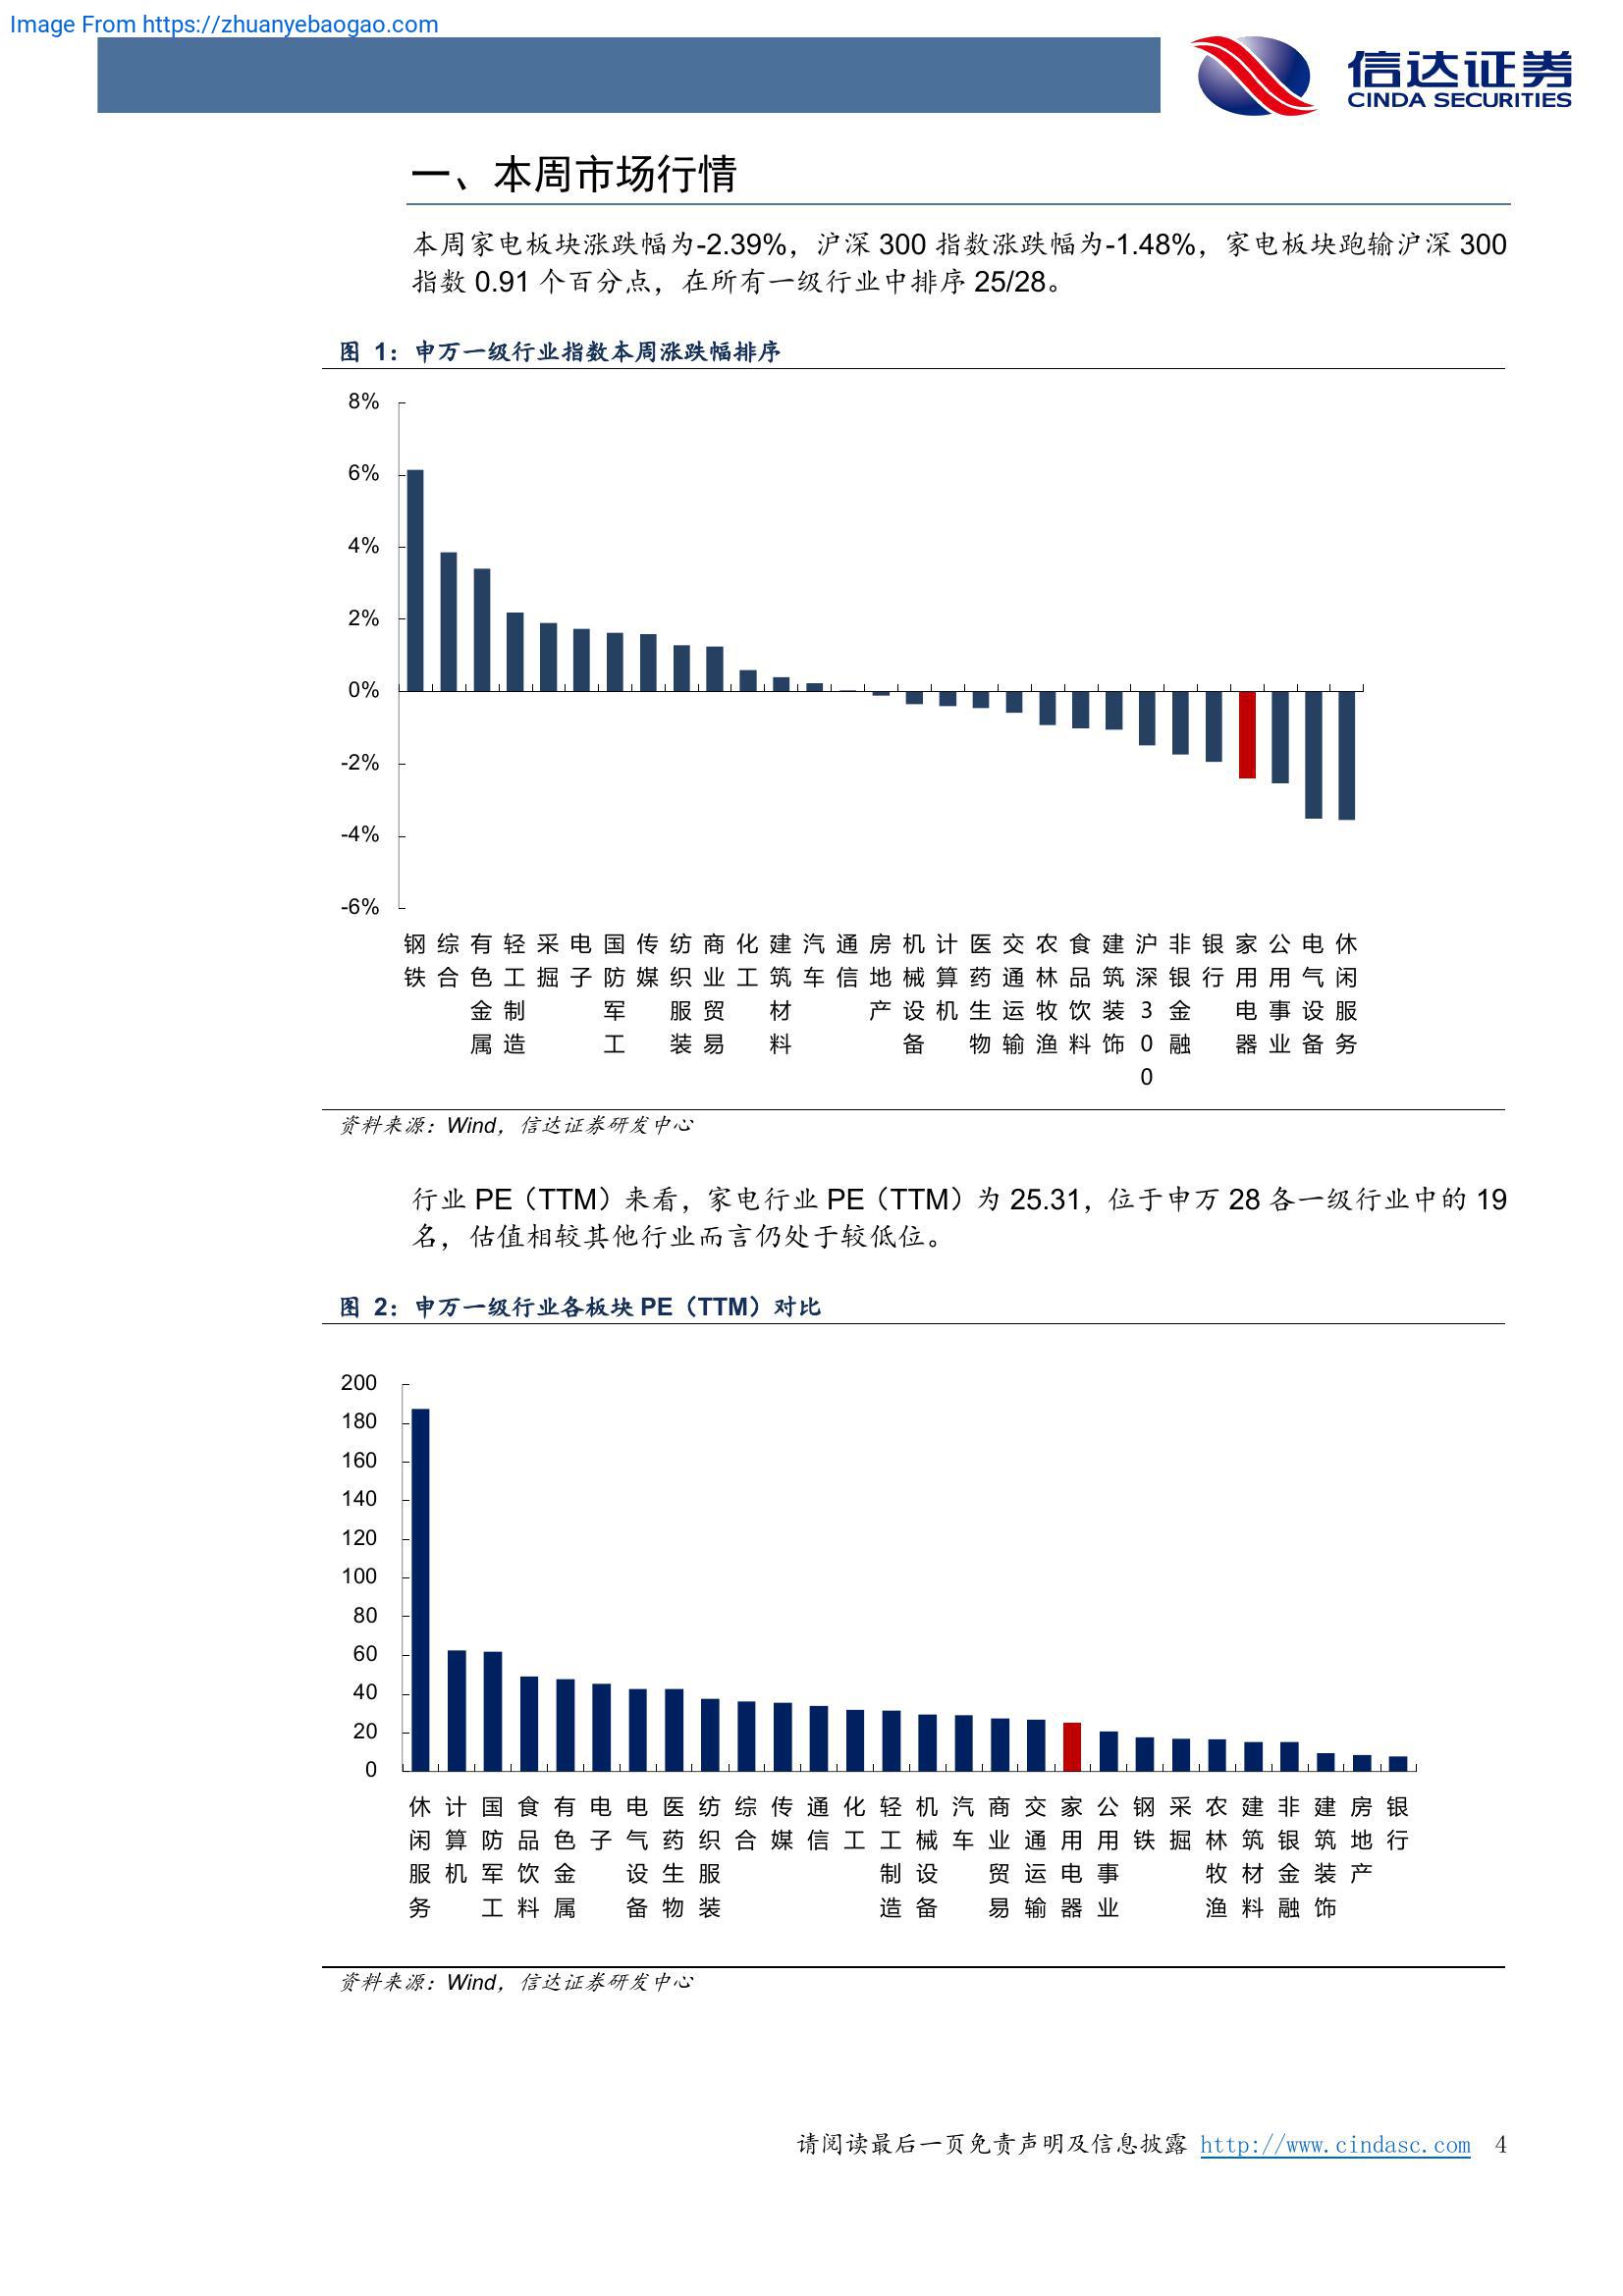 Image From https://zhuanyebaogao.com
信达证券
CINDA SECURITIES
一、本周市场行情
本周家电板块涨跌幅为-2.39%，沪深 300 指数涨跌幅为-1.48%，家电板块跑输沪深 300
指数 0.91 个百分点，在所有一级行业中排序 25/28。
图 1：申万一级行业指数本周涨跌幅排序
8%
6%
4%
2%
0%
-2%
-4%
-6%
钢铁
综合
有色金属
轻工制造
采掘
电子
国防军工
传媒
纺织服装
商业贸易
化工
建筑材料
汽车
通信
房地产
机械设备
计算机
医药生物
交通运输
农林牧渔
食品饮料
建筑装饰
沪深300
非银金融
银行
家用电器
公用事业
电气设备
休闲服务
资料来源：Wind，信达证券研发中心
行业 PE（TTM）来看，家电行业 PE（TTM）为 25.31，位于申万 28 各一级行业中的 19
名，估值相较其他行业而言仍处于较低位。
图 2：申万一级行业各板块 PE（TTM）对比
200
180
160
140
120
100
80
60
40
20
0
休闲服务
计算机
国防军工
食品饮料
有色金属
电子
电气设备
医药生物
纺织服装
综合
传媒
通信
化工
轻工制造
机械设备
汽车
商业贸易
交通运输
家用电器
公用事业
钢铁
采掘
农林牧渔
建筑材料
非银金融
建筑装饰
房地产
银行
资料来源：Wind，信达证券研发中心
请阅读最后一页免责声明及信息披露 http://www.cindasc.com 4